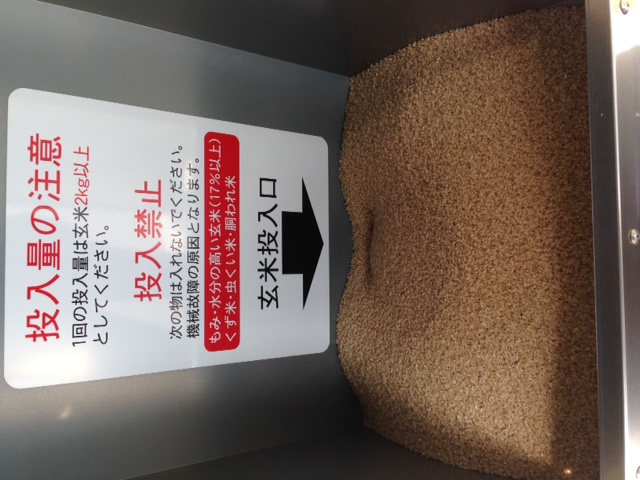 投入量の注意
1回の投入量は玄米2kg以上
としてください。
投入禁止
次の物は入れないでください。
機械故障の原因となります。
もみ・水分の高い玄米(17%以上)
くず米・虫くい米・胴われ米
玄米投入口